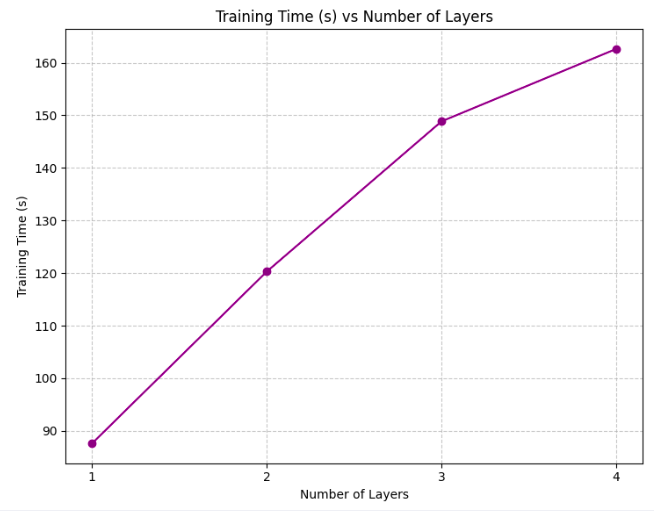 Training Time (s) vs Number of Layers
160
150
140
130
120
110
100
90
Training Time (s)
1 2 3 4
Number of Layers